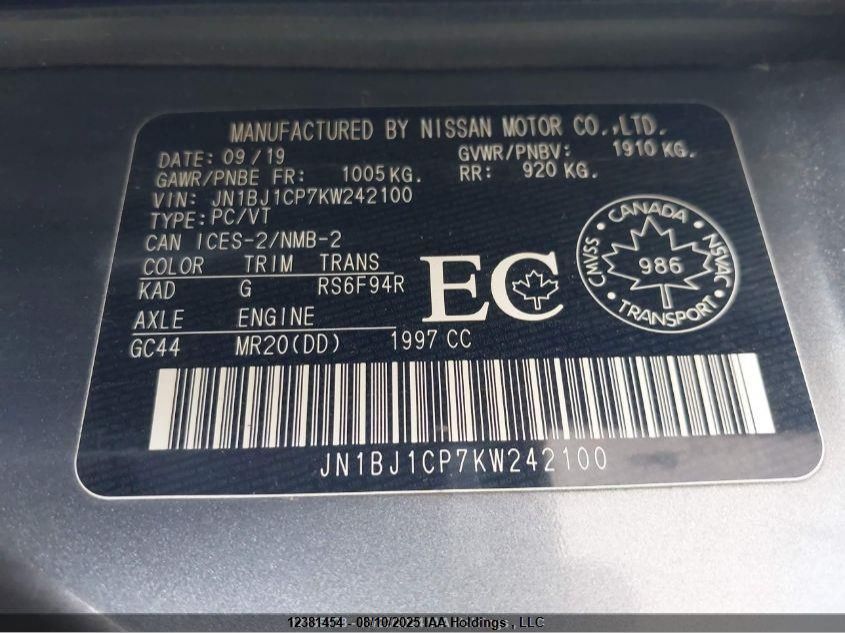 MANUFACTURED BY NISSAN MOTOR CO.,LTD.
DATE: 09/19 GVWR/PNBV: 1910 KG.
GAWR/PNBE FR: 1005 KG. RR: 920 KG.
VIN: JN1BJ1CP7KW242100
TYPE: PC/VT
CAN ICES-2/NMB-2
COLOR TRIM TRANS
KAD G RS6F94R
AXLE ENGINE
GC44 MR20(DD) 1997 CC
EC
CANADA
CMVSS 986 NSVAC
TRANSPORT
JN1BJ1CP7KW242100
12381454 - 08/10/2025 IAA Holdings , LLC